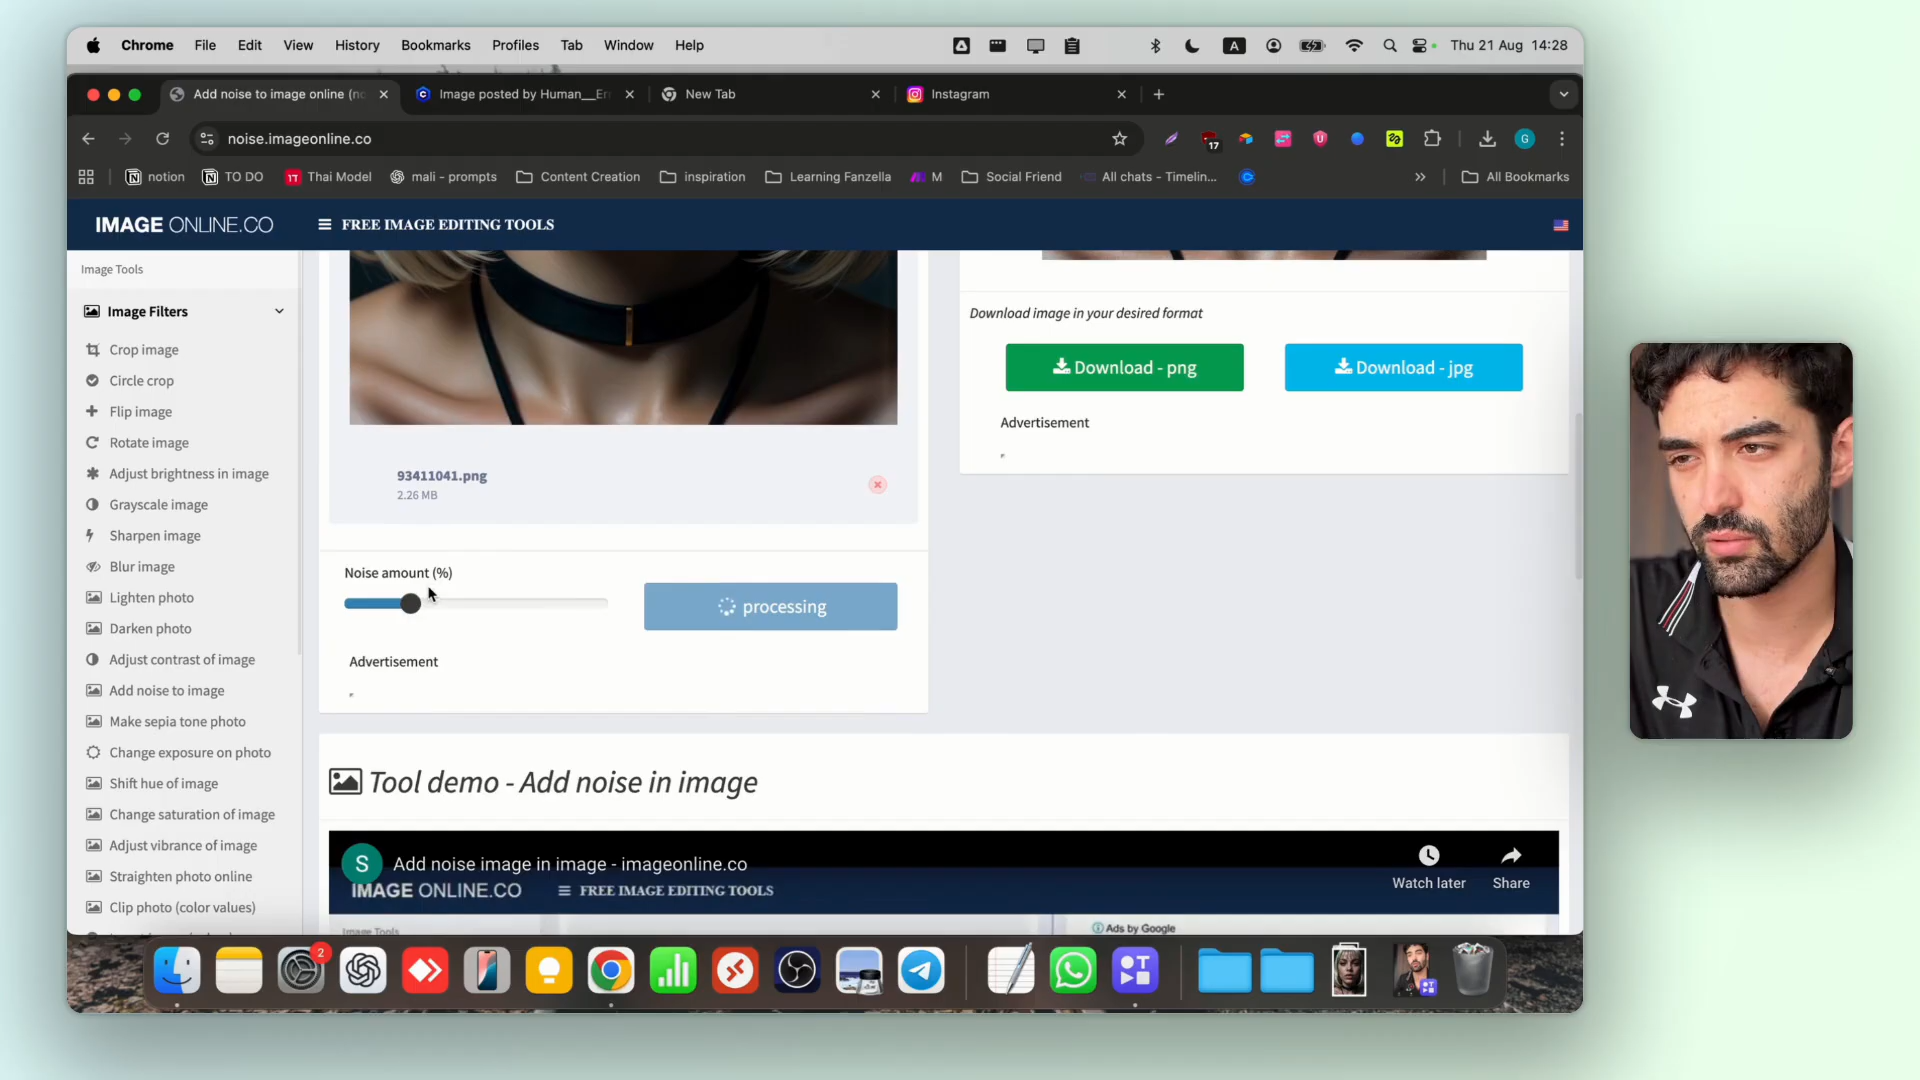 Chrome File Edit View History Bookmarks Profiles Tab Window Help A Thu 21 Aug 14:28
Add noise to image online (no Image posted by Human__Er New Tab Instagram
noise.imageonline.co 17 G
notion TO DO Thai Model mali - prompts Content Creation inspiration Learning Fanzella M Social Friend All chats - Timelin... All Bookmarks
IMAGE ONLINE.CO FREE IMAGE EDITING TOOLS
Image Tools
Image Filters
Crop image
Circle crop
Flip image
Rotate image
Adjust brightness in image
Grayscale image
Sharpen image
Blur image
Lighten photo
Darken photo
Adjust contrast of image
Add noise to image
Make sepia tone photo
Change exposure on photo
Shift hue of image
Change saturation of image
Adjust vibrance of image
Straighten photo online
Clip photo (color values)
93411041.png
2.26 MB
Noise amount (%)
processing
Advertisement
Download image in your desired format
Download - png Download - jpg
Advertisement
Tool demo - Add noise in image
S Add noise image in image - imageonline.co
Watch later Share
IMAGE ONLINE.CO FREE IMAGE EDITING TOOLS
Image Tools
Ads by Google
2